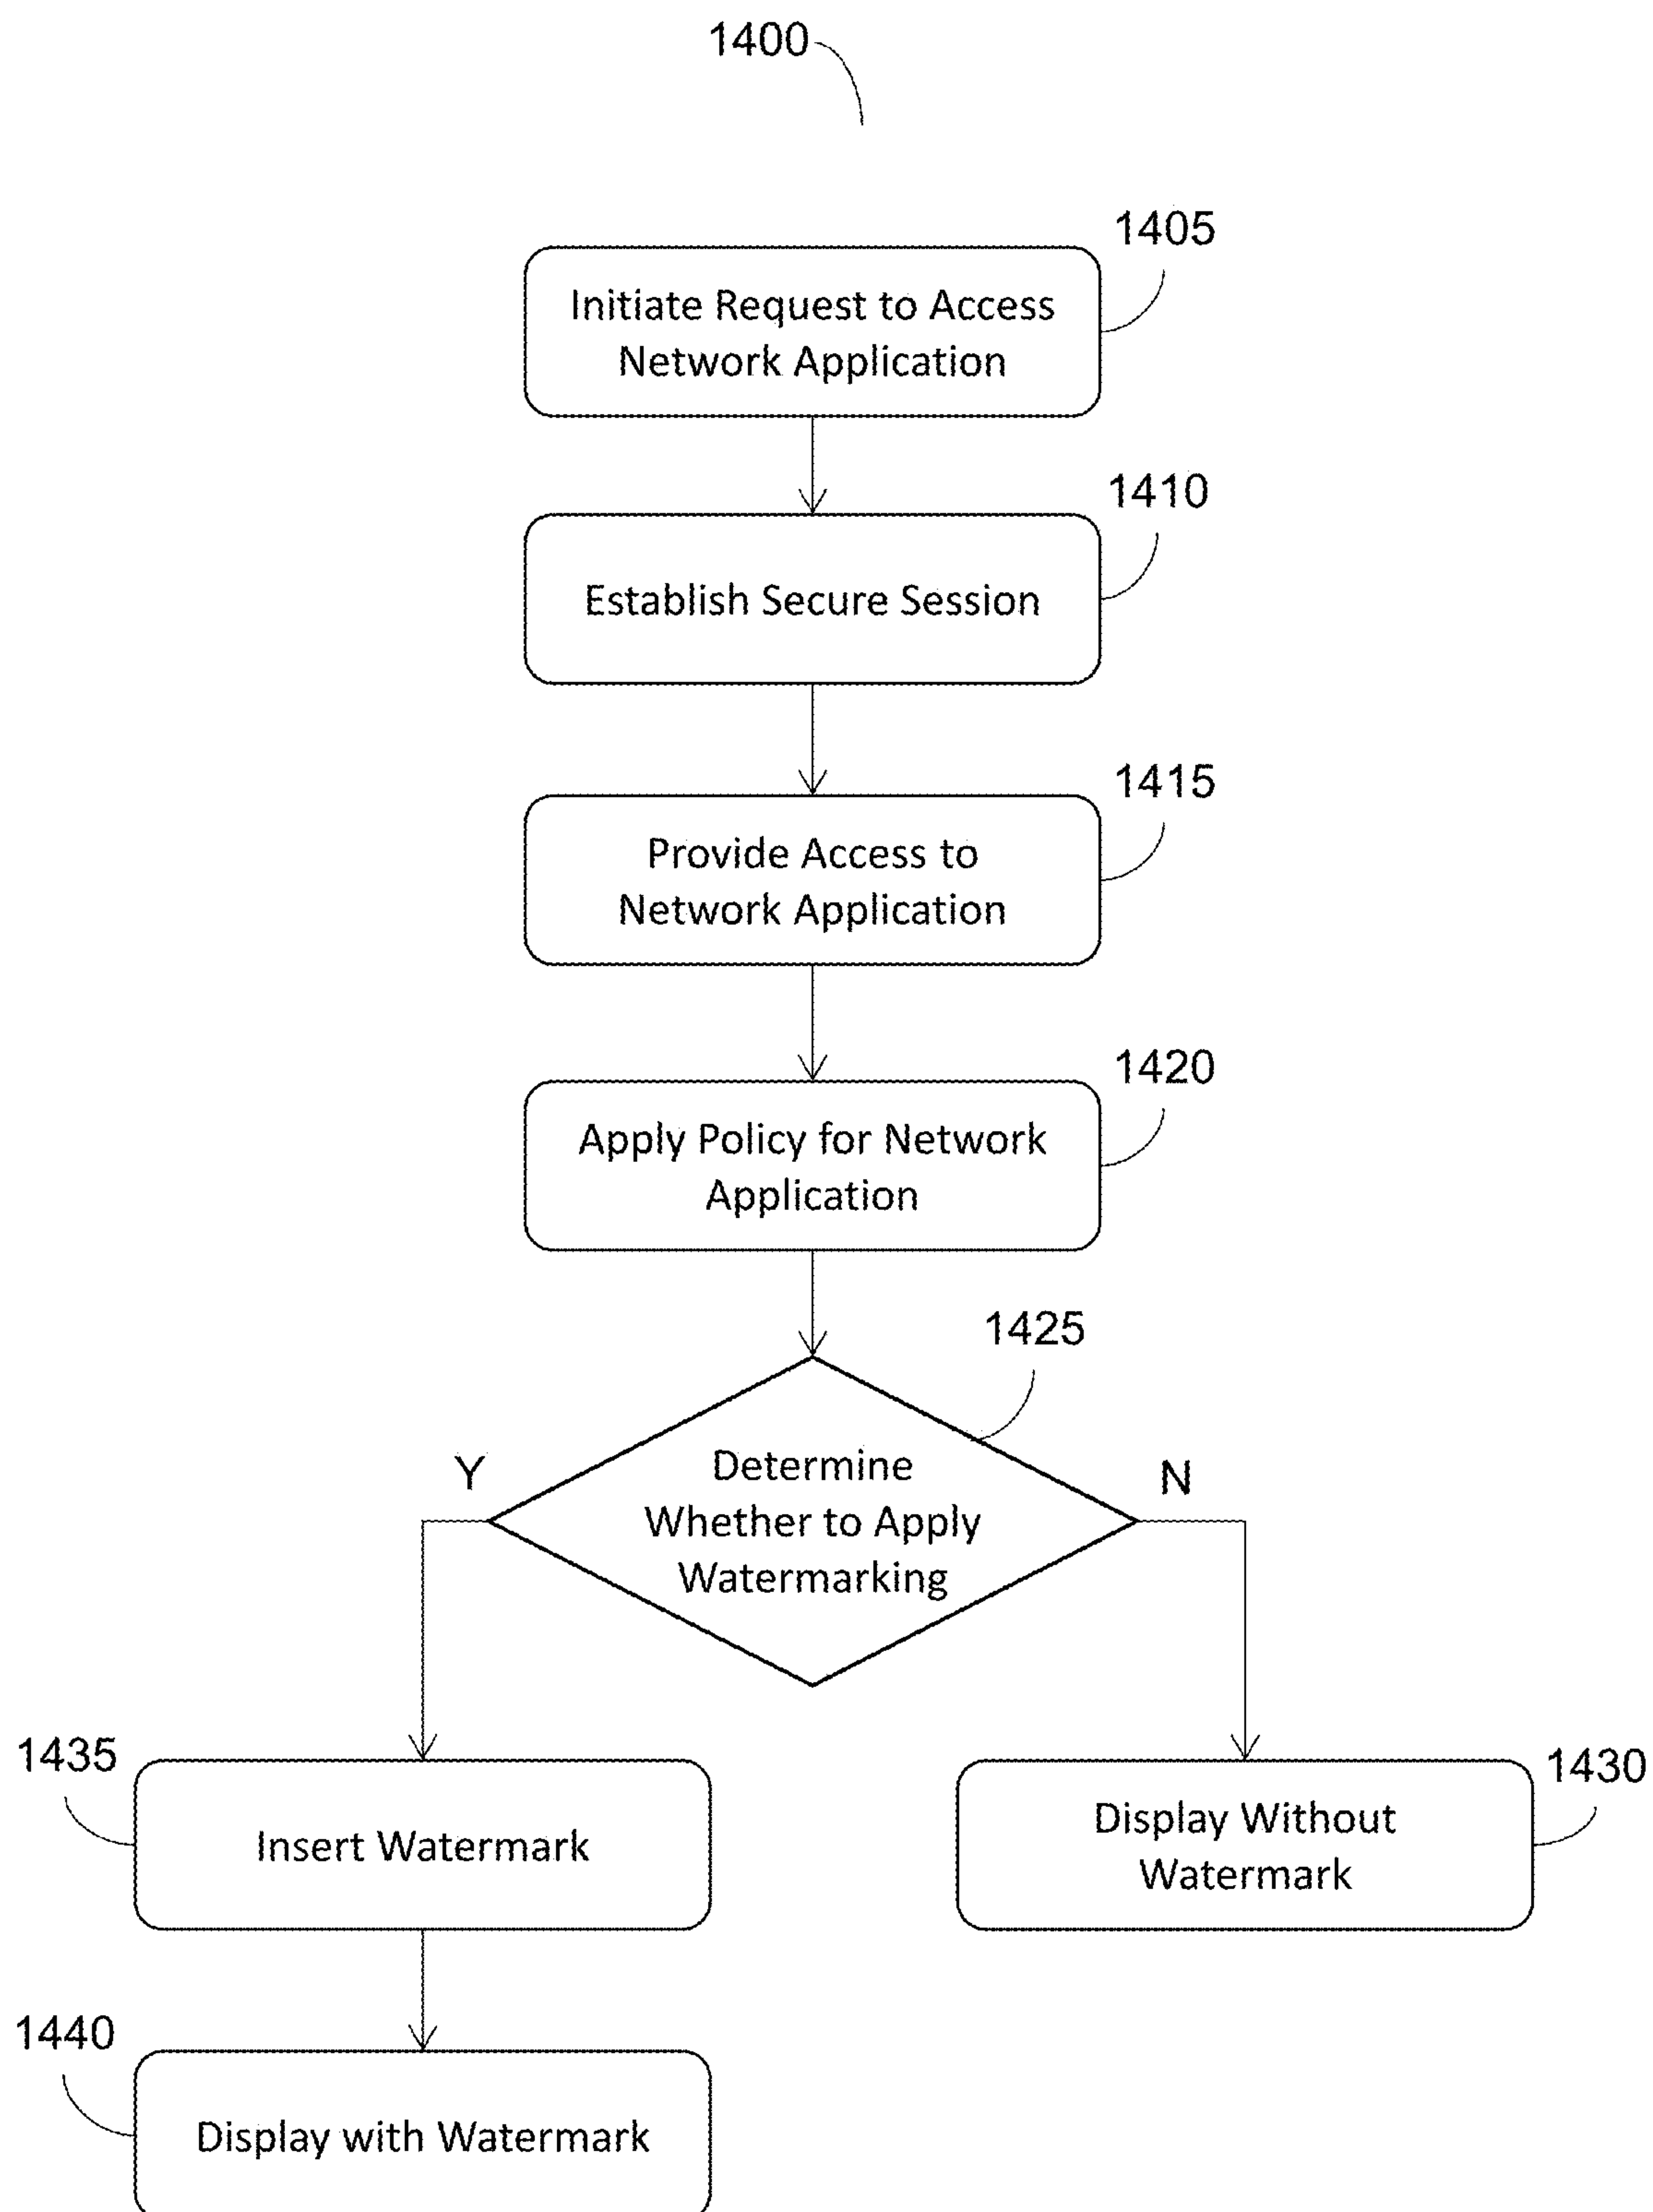 1400
1405
Initiate Request to Access
Network Application
1410
Establish Secure Session
1415
Provide Access to
Network Application
1420
Apply Policy for Network
Application
1425
Y
N
Determine
Whether to Apply
Watermarking
1435
Insert Watermark
1430
Display Without
Watermark
1440
Display with Watermark